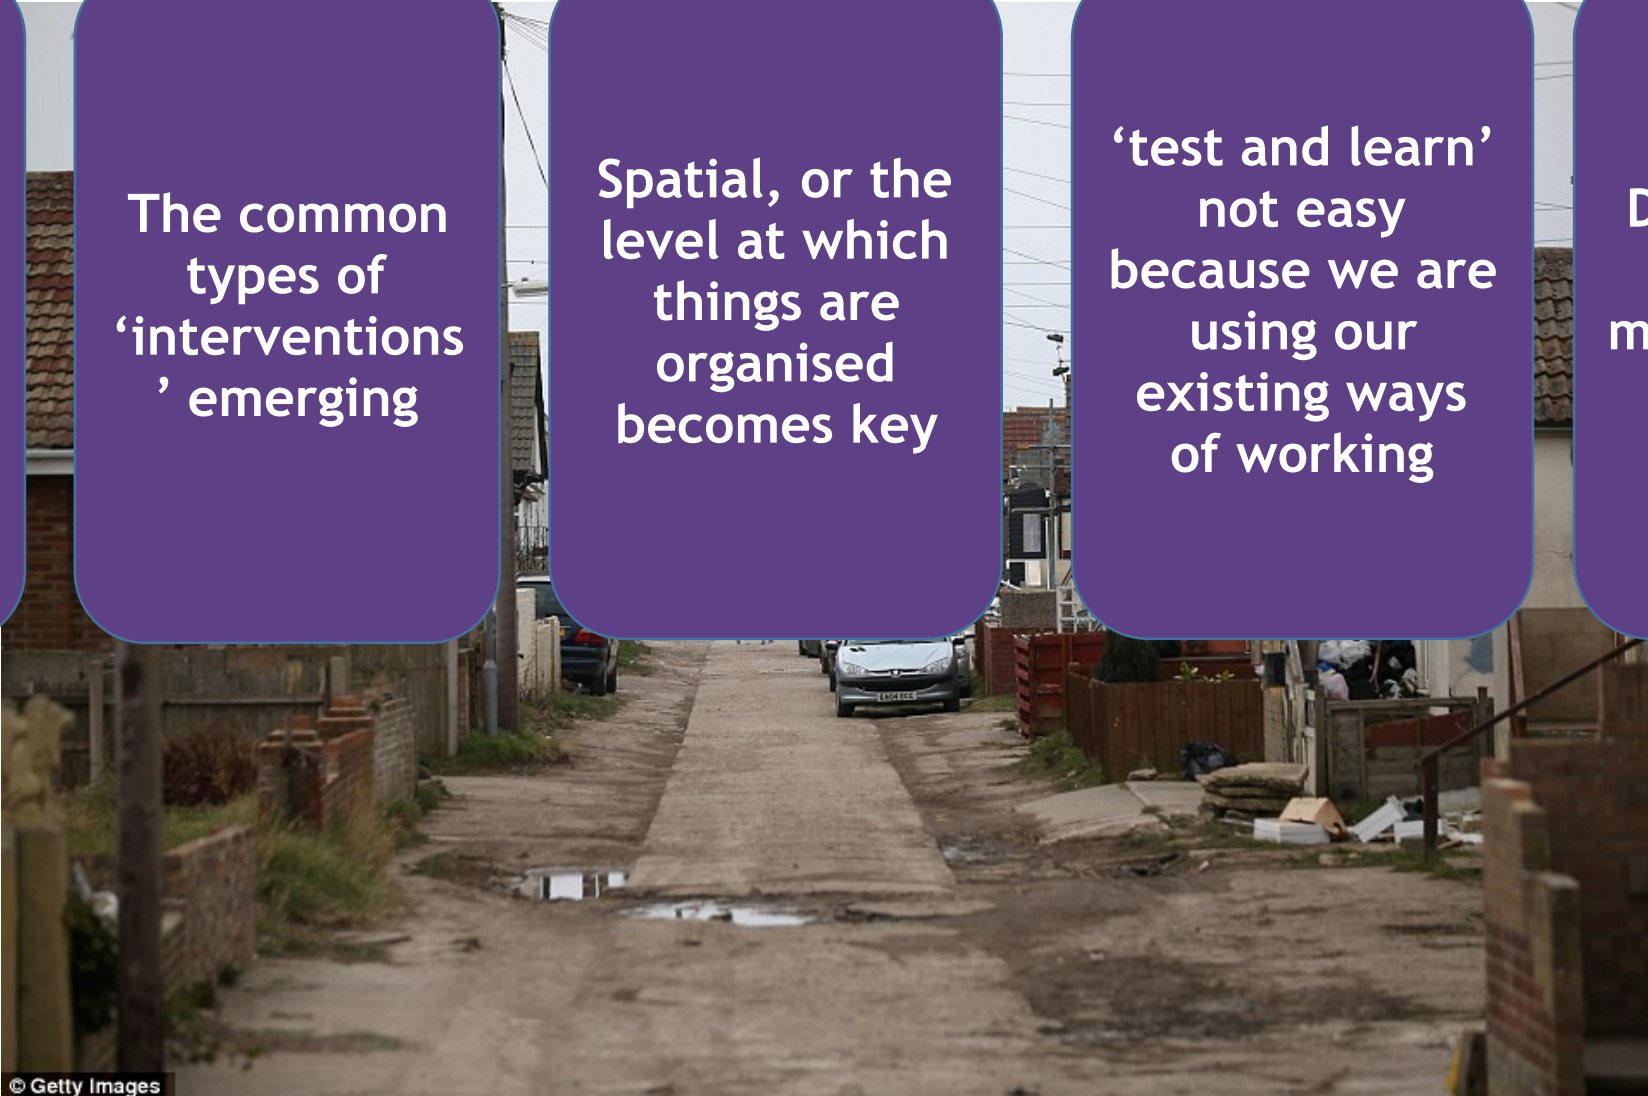 The common
types of
‘interventions
’ emerging
Spatial, or the
level at which
things are
organised
becomes key
‘test and learn’
not easy
because we are
using our
existing ways
of working
D
m
© Getty Images